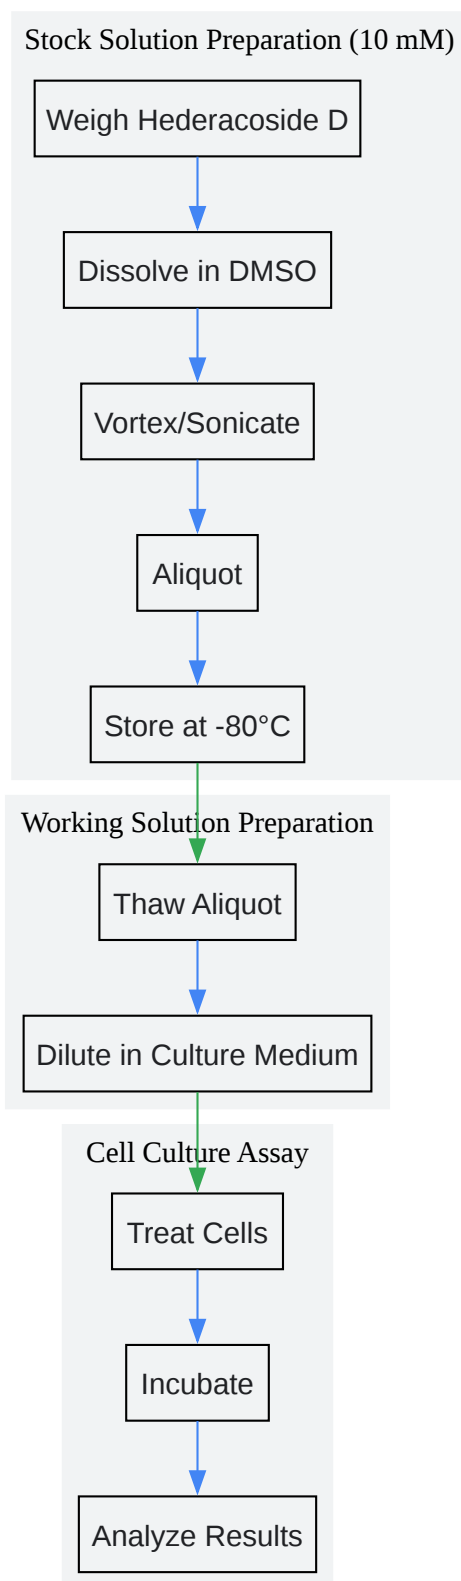 Stock Solution Preparation (10 mM)
Weigh Hederacoside D
Dissolve in DMSO
Vortex/Sonicate
Aliquot
Store at -80°C
Working Solution Preparation
Thaw Aliquot
Dilute in Culture Medium
Cell Culture Assay
Treat Cells
Incubate
Analyze Results